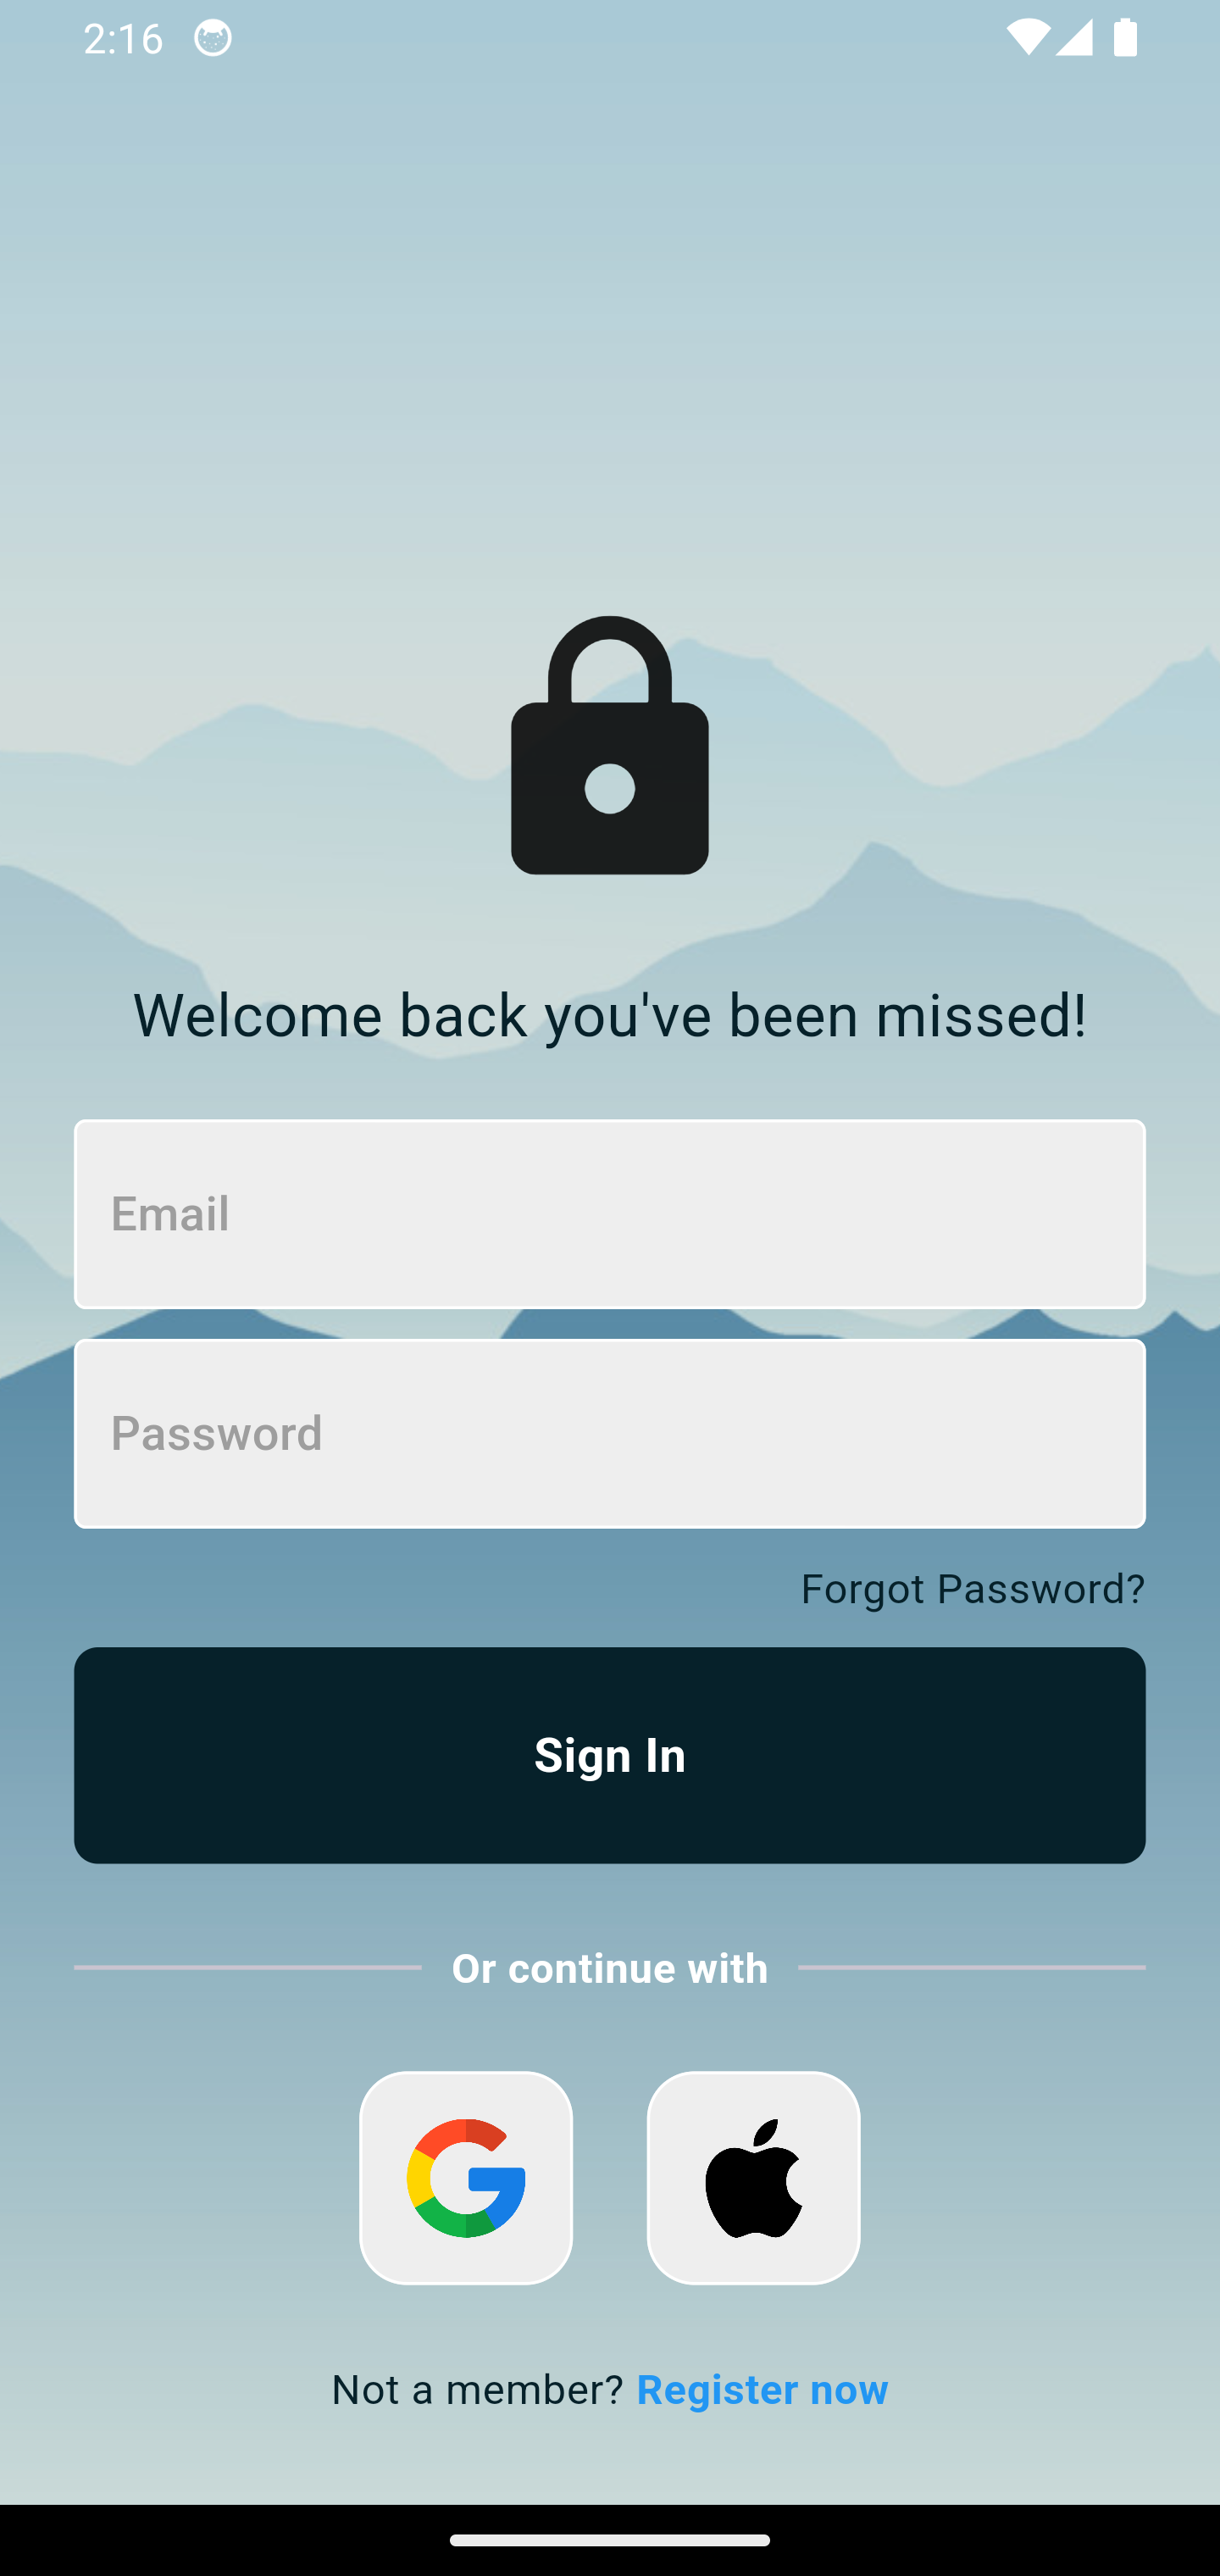 2:16
Welcome back you've been missed!
Email
Password
Forgot Password?
Sign In
Or continue with
Not a member? Register now